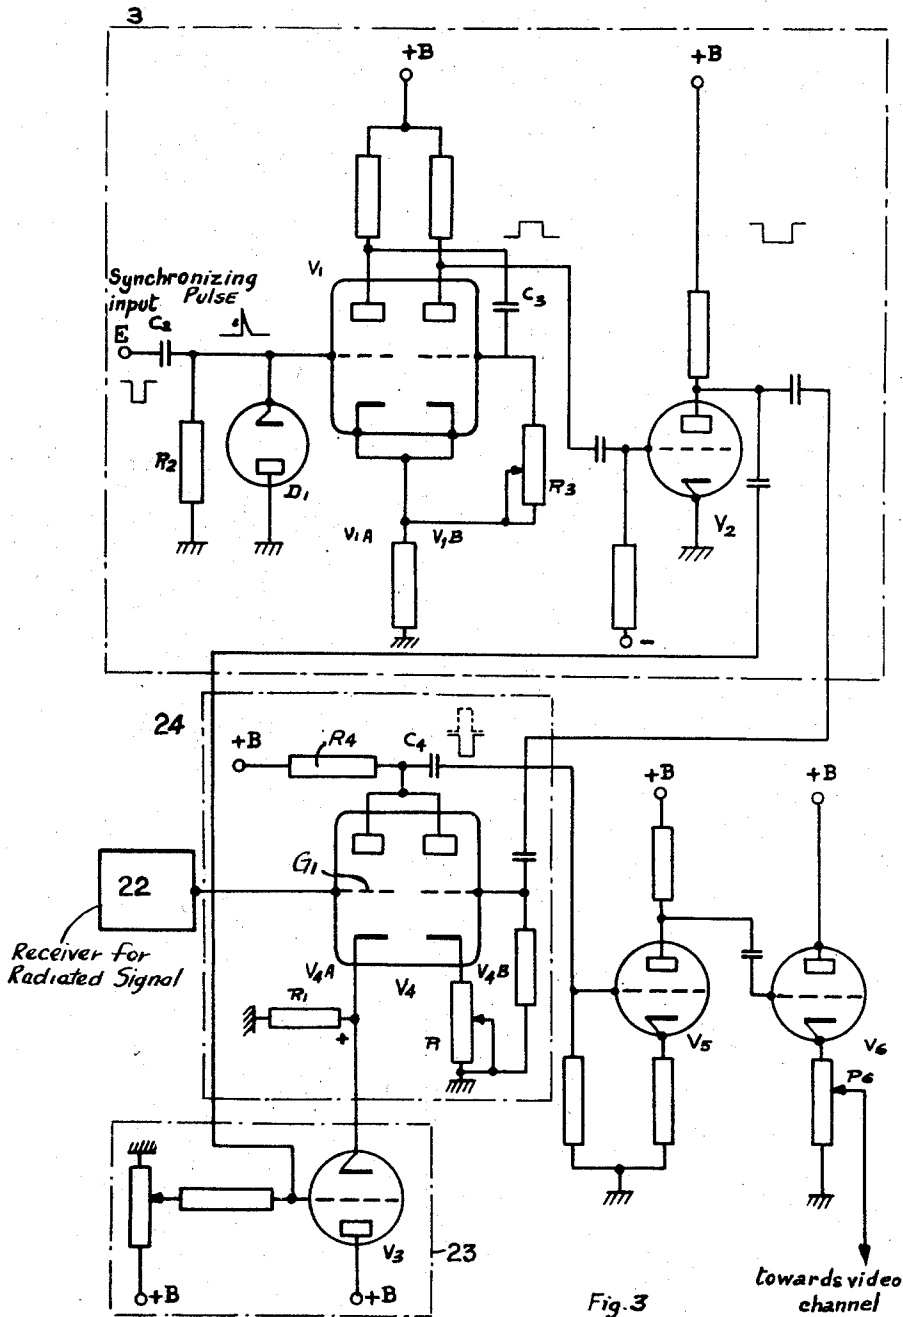 3
+B
+B
Synchronizing
Pulse
input
E
C2
e
V1
C3
R2
D1
R3
V1A
V1B
V2
-
24
+B
R4
C4
+B
+B
G1
22
Receiver for
Radiated Signal
V4A
V4
V4B
R1
+
R
V5
V6
P6
V3
23
+B
+B
Fig. 3
towards video
channel